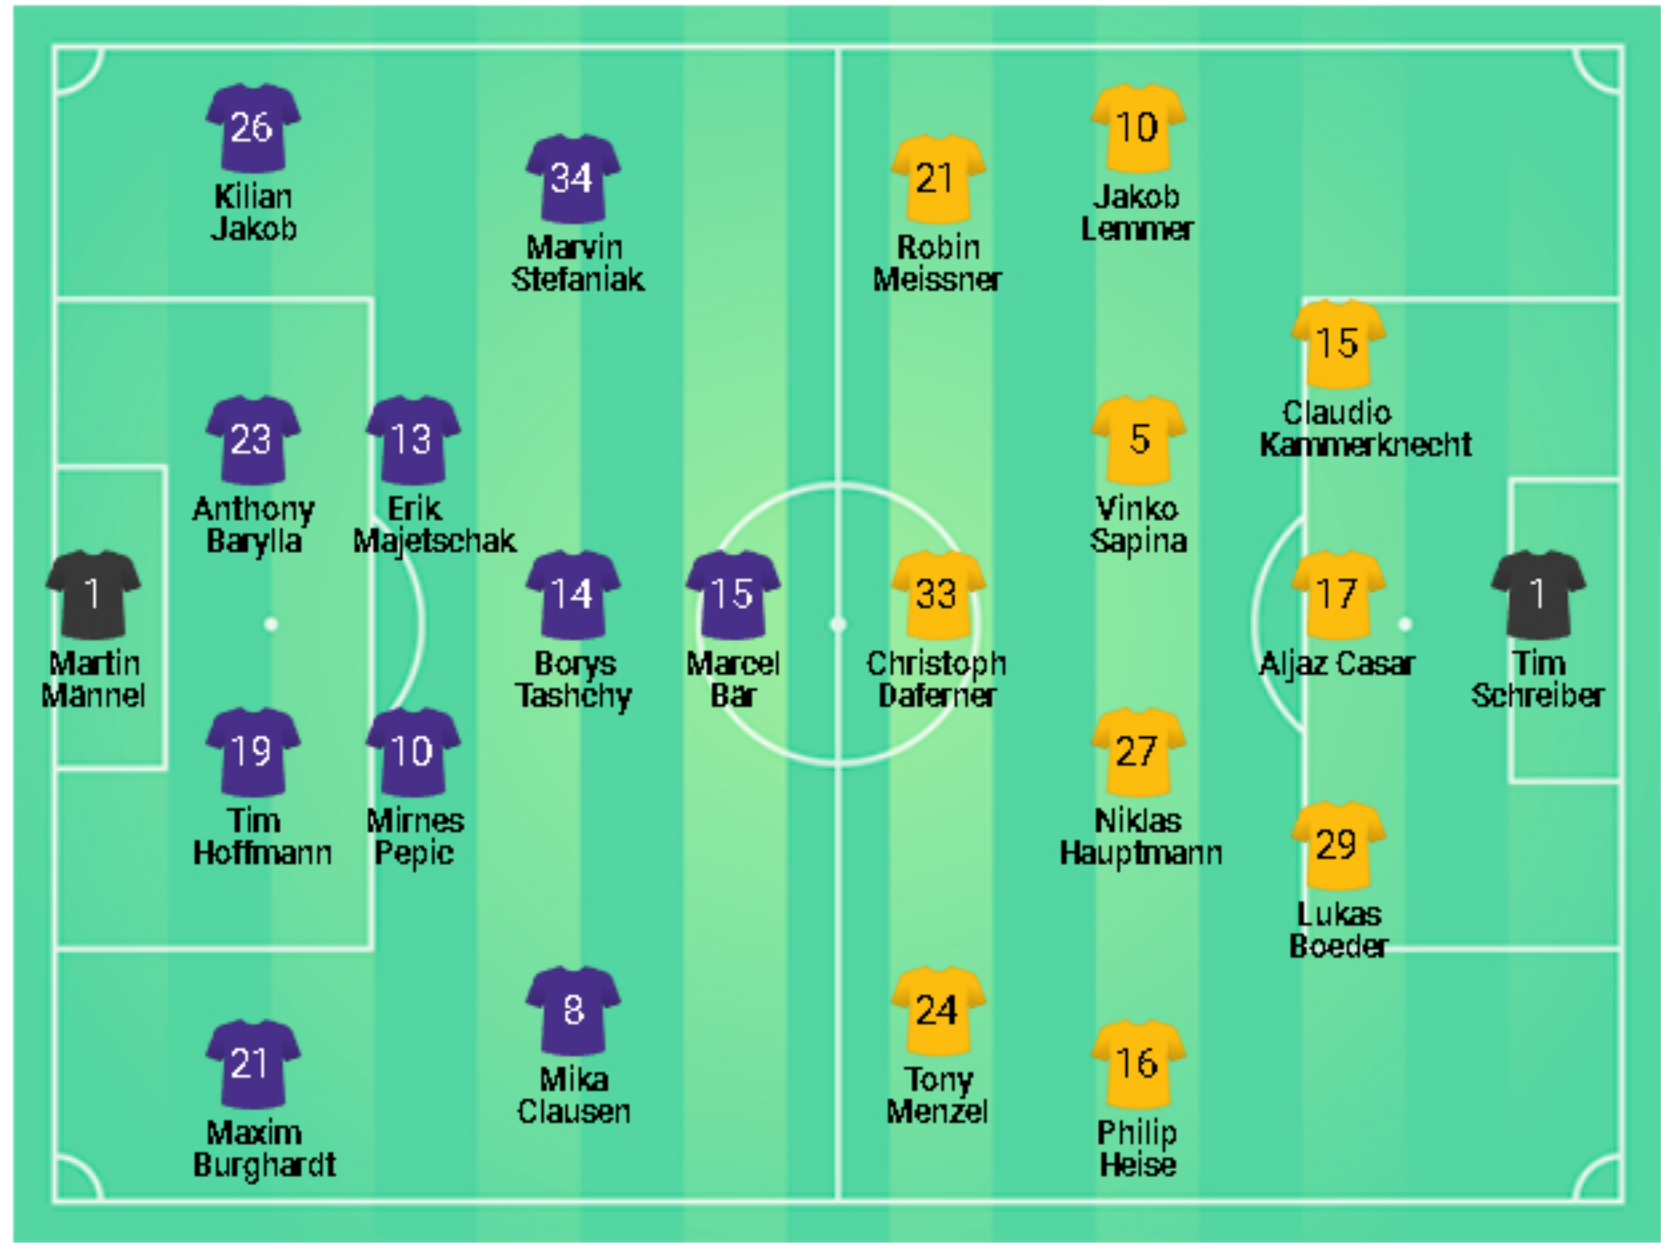 26
Kilian
Jakob
34
Marvin
Stefaniak
21
Robin
Meissner
10
Jakob
Lemmer
15
Claudio
Kammerknecht
23
Anthony
Barylla
13
Erik
Majetschak
5
Vinko
Sapina
1
Martin
Männel
14
Borys
Tashchy
15
Marcel
Bär
33
Christoph
Daferner
17
Aljaz Casar
1
Tim
Schreiber
19
Tim
Hoffmann
10
Mirnes
Pepic
27
Niklas
Hauptmann
29
Lukas
Boeder
21
Maxim
Burghardt
8
Mika
Clausen
24
Tony
Menzel
16
Philip
Heise